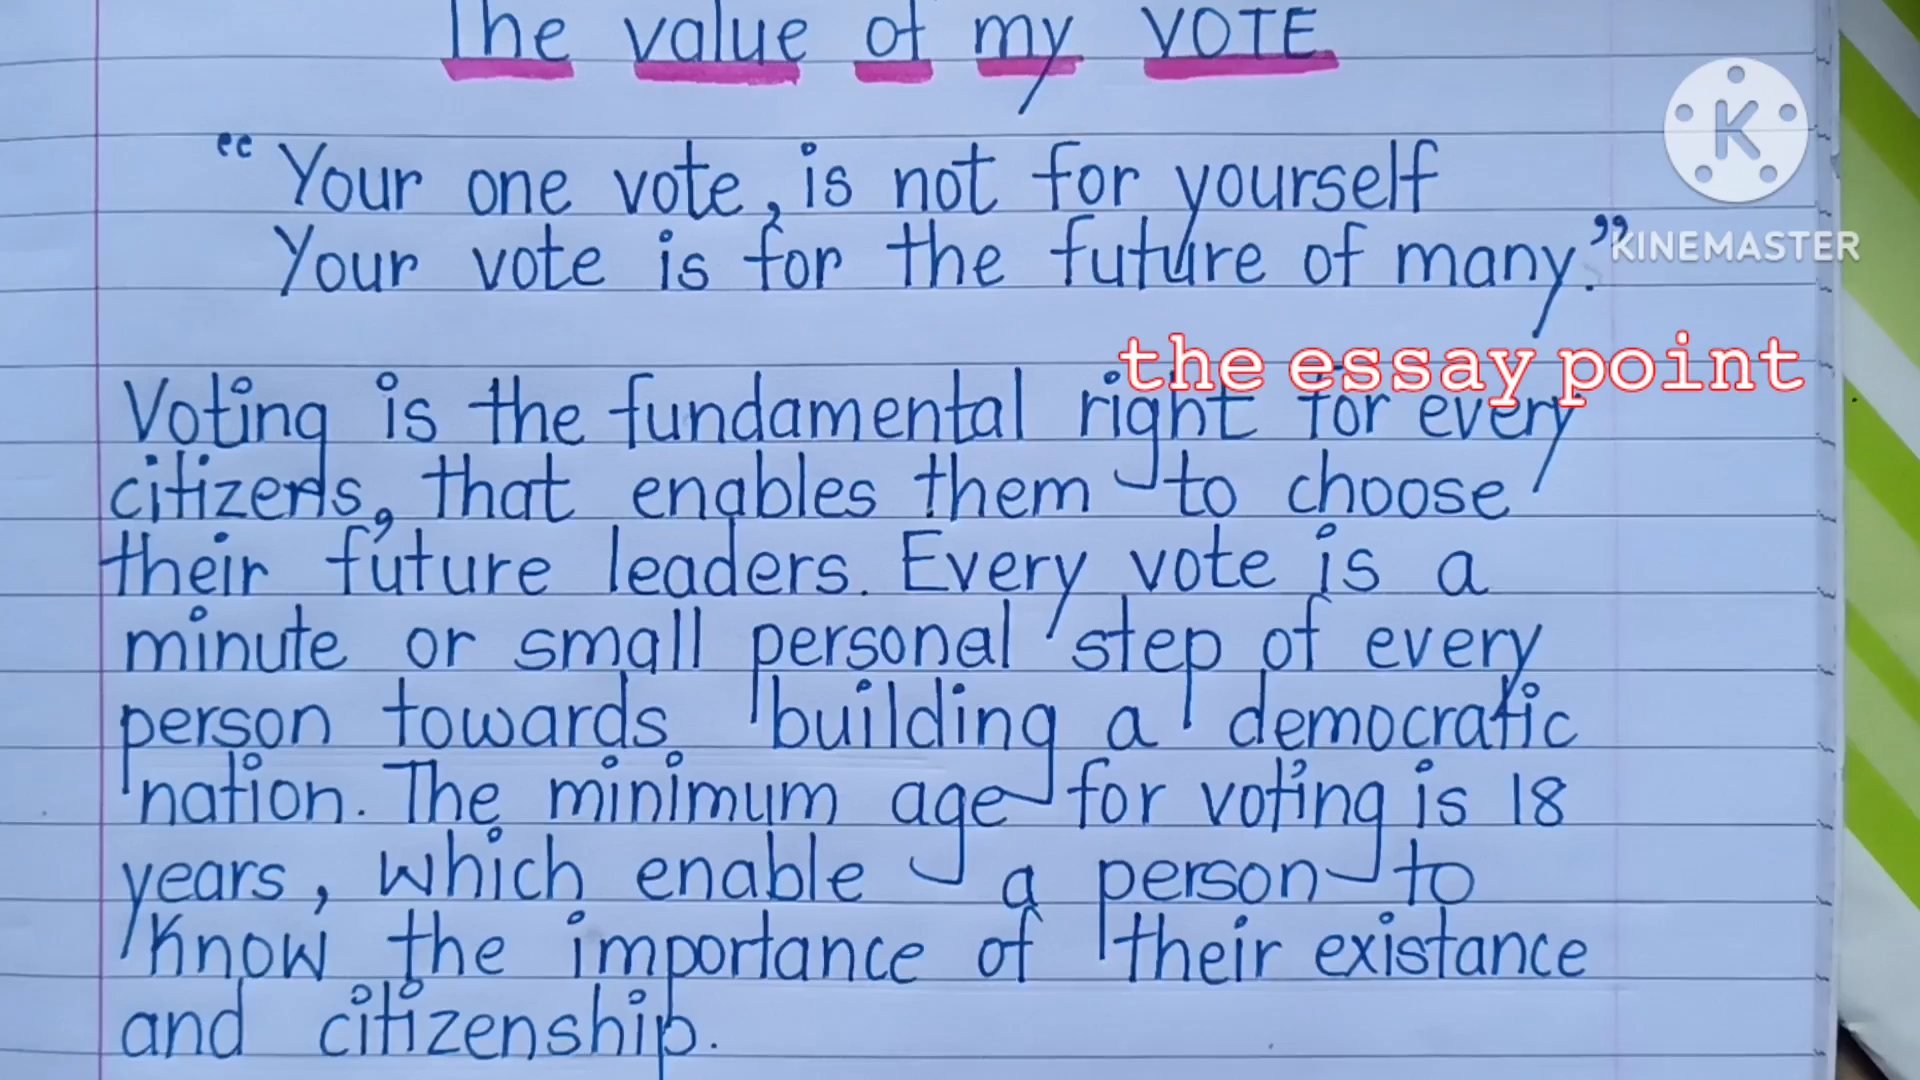 The value of my VOTE
"Your one vote, is not for yourself
Your vote is for the future of many."
KINEMASTER
the essay point
Voting is the fundamental right for every
citizens, that enables them to choose
their future leaders. Every vote is a
minute or small personal step of every
person towards building a democratic
nation. The minimum age for voting is 18
years, which enable a person to
know the importance of their existance
and citizenship.